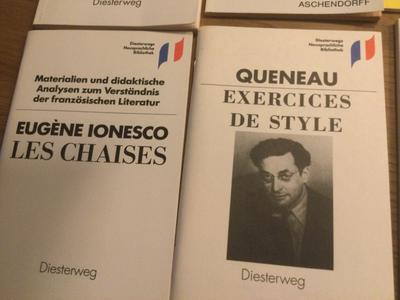 Diesterweg
ASCHENDORFF
Diesterwegs
Neusprachliche
Bibliothek
Materialien und didaktische
Analysen zum Verständnis
der französischen Literatur
EUGÈNE IONESCO
LES CHAISES
Diesterweg
Diesterwegs
Neusprachliche
Bibliothek
QUENEAU
EXERCICES
DE STYLE
Diesterweg